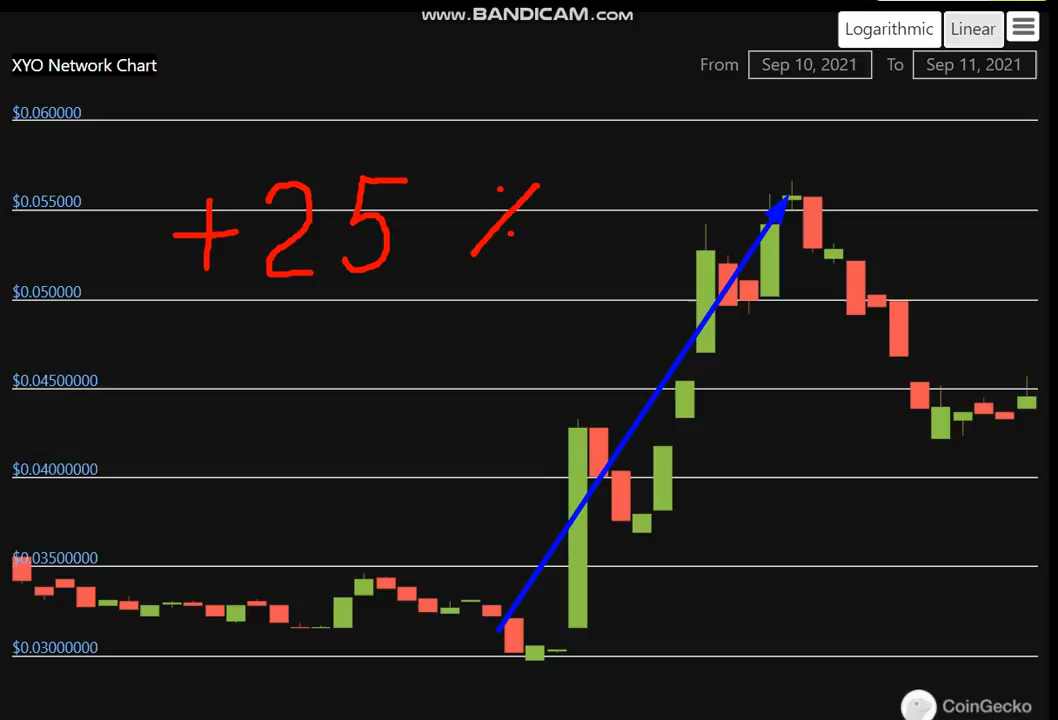 www.BANDICAM.com
Logarithmic Linear
XYO Network Chart
From Sep 10, 2021 To Sep 11, 2021
$0.060000
+25 %
$0.055000
$0.050000
$0.04500000
$0.04000000
$0.03500000
$0.03000000
CoinGecko